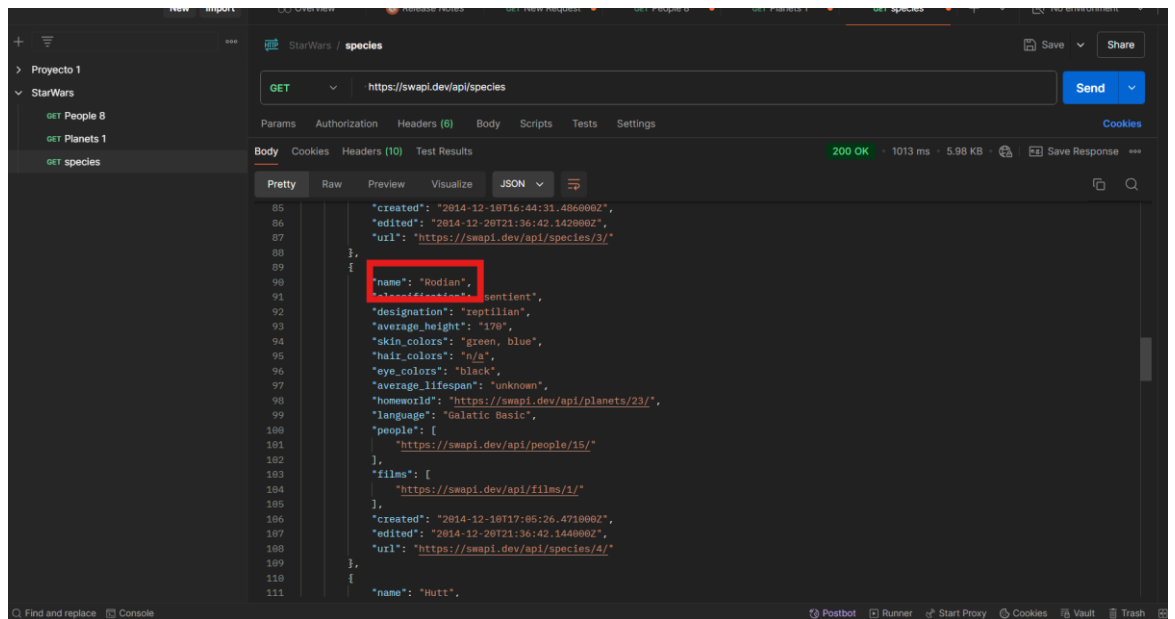 New Import Overview Release Notes GET New Request GET People 8 GET Planets 1 GET species No environment
StarWars / species Save Share
Proyecto 1
StarWars
GET https://swapi.dev/api/species Send
GET People 8
GET Planets 1
GET species
Params Authorization Headers (6) Body Scripts Tests Settings Cookies
Body Cookies Headers (10) Test Results 200 OK 1013 ms 5.98 KB Save Response
Pretty Raw Preview Visualize JSON
85 "created": "2014-12-10T16:44:31.486000Z",
86 "edited": "2014-12-20T21:36:42.142000Z",
87 "url": "https://swapi.dev/api/species/3/"
88 },
89 {
90 "name": "Rodian",
91 "classification": "sentient",
92 "designation": "reptilian",
93 "average_height": "170",
94 "skin_colors": "green, blue",
95 "hair_colors": "n/a",
96 "eye_colors": "black",
97 "average_lifespan": "unknown",
98 "homeworld": "https://swapi.dev/api/planets/23/",
99 "language": "Galatic Basic",
100 "people": [
101 "https://swapi.dev/api/people/15/"
102 ],
103 "films": [
104 "https://swapi.dev/api/films/1/"
105 ],
106 "created": "2014-12-10T17:05:26.471000Z",
107 "edited": "2014-12-20T21:36:42.144000Z",
108 "url": "https://swapi.dev/api/species/4/"
109 },
110 {
111 "name": "Hutt",
Find and replace Console Postbot Runner Start Proxy Cookies Vault Trash